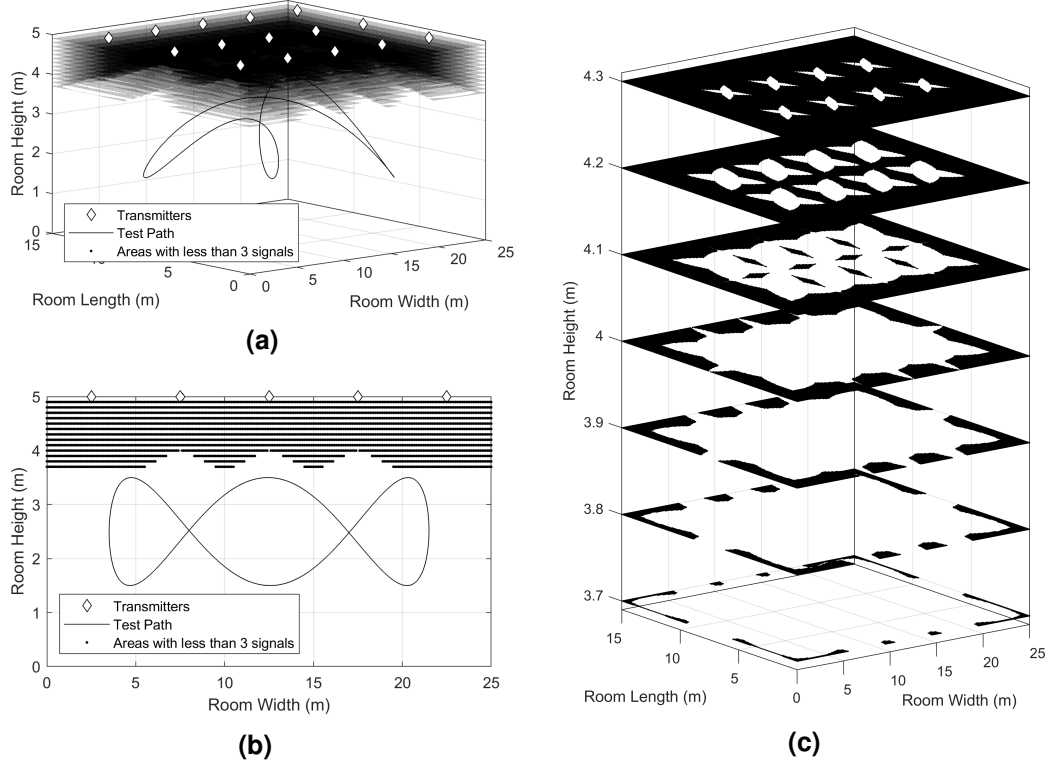 5
4
3
2
1
0
Room Height (m)
Transmitters
Test Path
Areas with less than 3 signals
15
10
5
0
0
5
10
15
20
25
Room Length (m)
Room Width (m)
(a)
5
4
3
2
1
0
Room Height (m)
Transmitters
Test Path
Areas with less than 3 signals
0
5
10
15
20
25
Room Width (m)
(b)
4.3
4.2
4.1
4
3.9
3.8
3.7
Room Height (m)
15
10
5
0
5
10
15
20
25
Room Length (m)
Room Width (m)
(c)